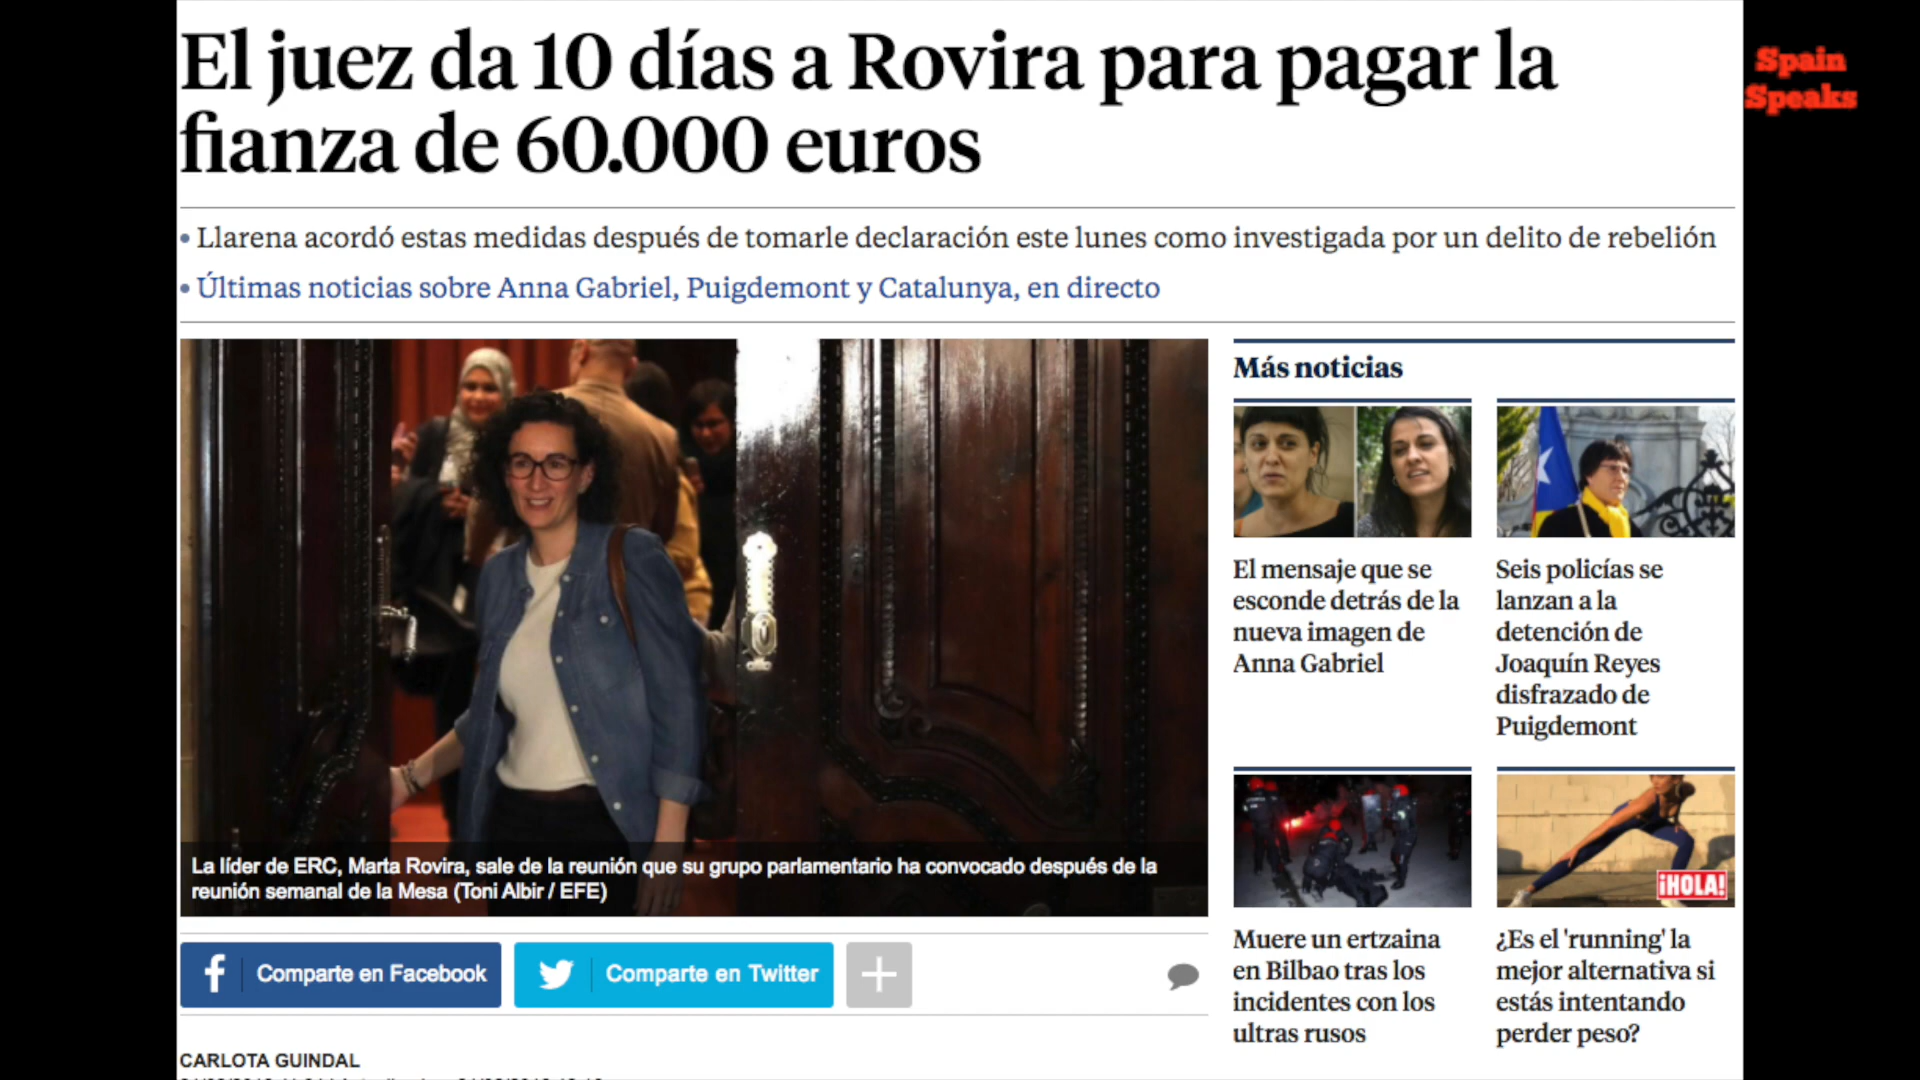 El juez da 10 días a Rovira para pagar la
fianza de 60.000 euros
Spain
Speaks
• Llarena acordó estas medidas después de tomarle declaración este lunes como investigada por un delito de rebelión
• Últimas noticias sobre Anna Gabriel, Puigdemont y Catalunya, en directo
La líder de ERC, Marta Rovira, sale de la reunión que su grupo parlamentario ha convocado después de la
reunión semanal de la Mesa (Toni Albir / EFE)
Comparte en Facebook
Comparte en Twitter
CARLOTA GUINDAL
Más noticias
El mensaje que se
esconde detrás de la
nueva imagen de
Anna Gabriel
Seis policías se
lanzan a la
detención de
Joaquín Reyes
disfrazado de
Puigdemont
Muere un ertzaina
en Bilbao tras los
incidentes con los
ultras rusos
¡HOLA!
¿Es el 'running' la
mejor alternativa si
estás intentando
perder peso?